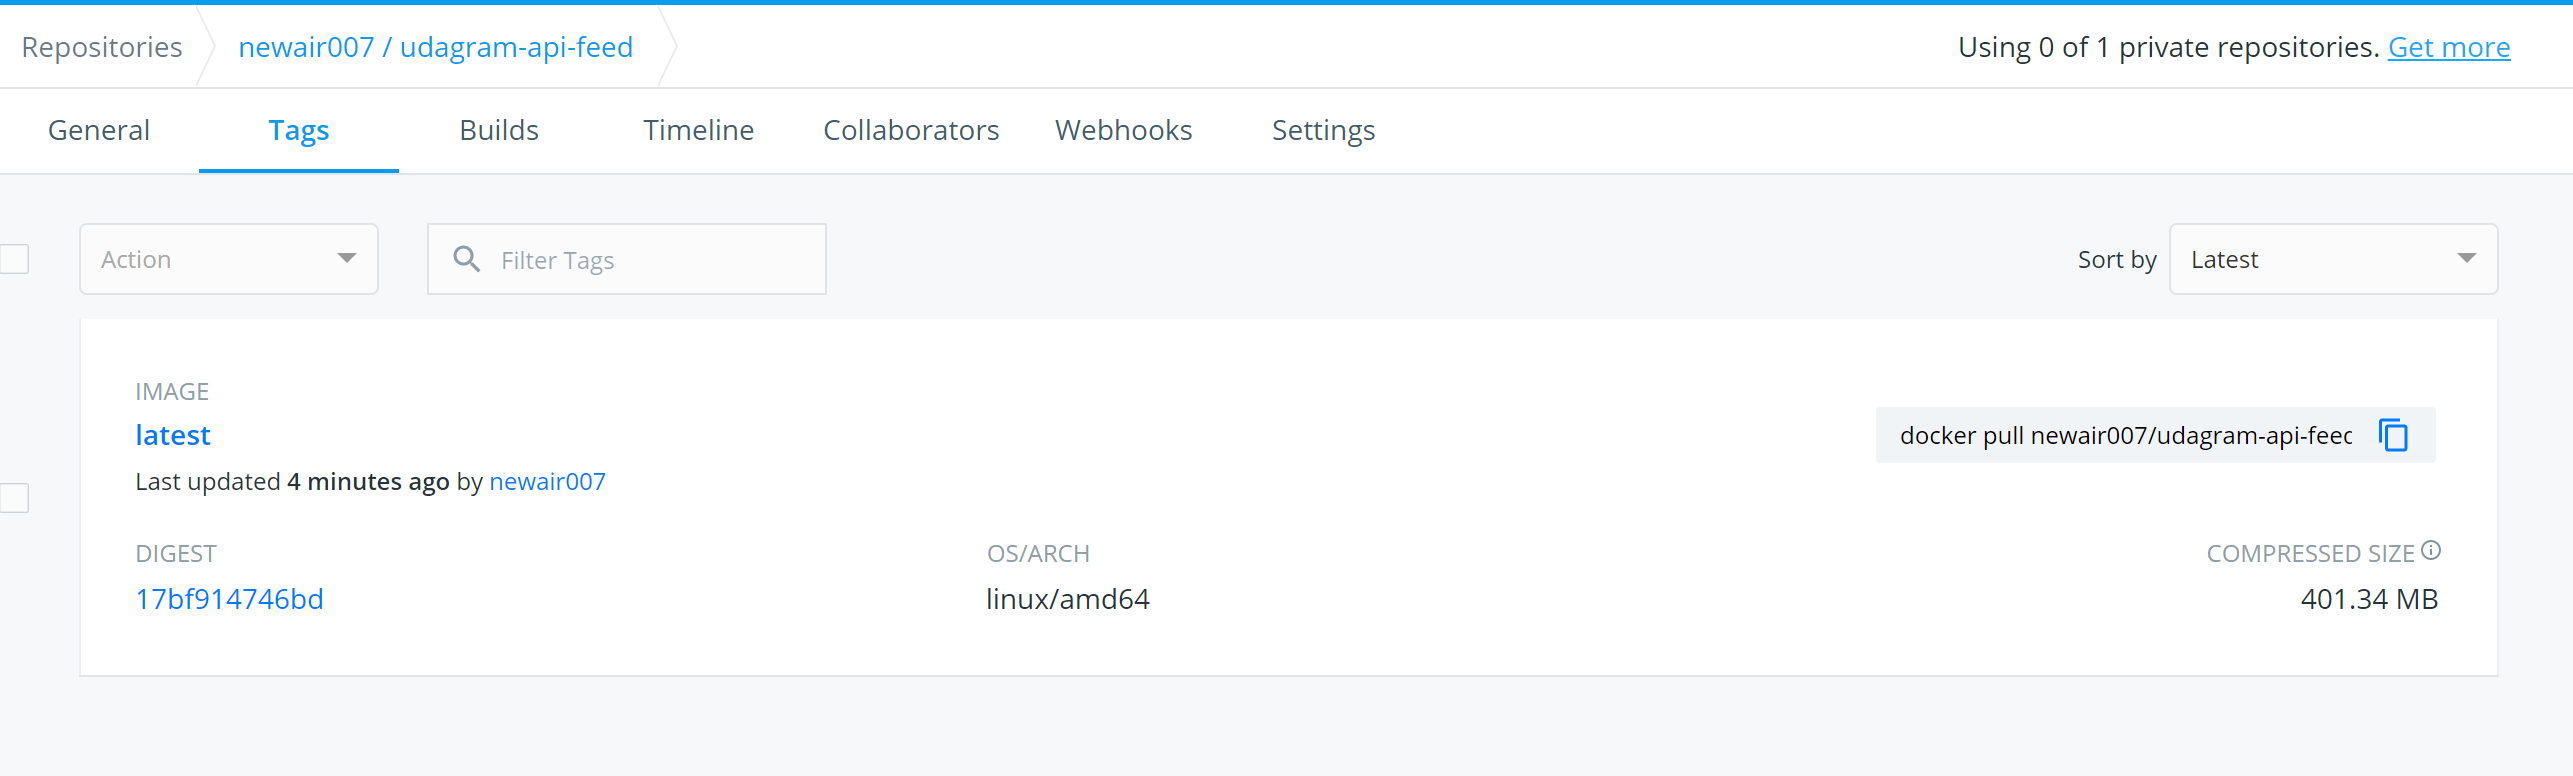 Repositories newair007 / udagram-api-feed Using 0 of 1 private repositories. Get more
General Tags Builds Timeline Collaborators Webhooks Settings
Action Filter Tags Sort by Latest
IMAGE
latest
docker pull newair007/udagram-api-feed
Last updated 4 minutes ago by newair007
DIGEST OS/ARCH COMPRESSED SIZE
17bf914746bd linux/amd64 401.34 MB